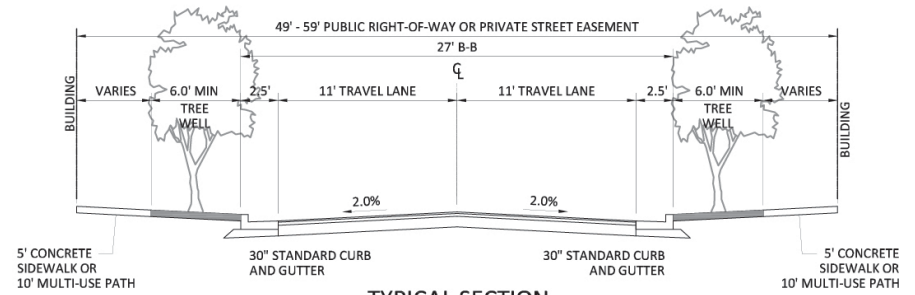 49' - 59' PUBLIC RIGHT-OF-WAY OR PRIVATE STREET EASEMENT
27' B-B
CL
BUILDING
VARIES
6.0' MIN
TREE
WELL
2.5'
11' TRAVEL LANE
11' TRAVEL LANE
2.5'
6.0' MIN
TREE
WELL
VARIES
BUILDING
2.0%
2.0%
5' CONCRETE
SIDEWALK OR
10' MULTI-USE PATH
30" STANDARD CURB
AND GUTTER
30" STANDARD CURB
AND GUTTER
5' CONCRETE
SIDEWALK OR
10' MULTI-USE PATH
TYPICAL SECTION